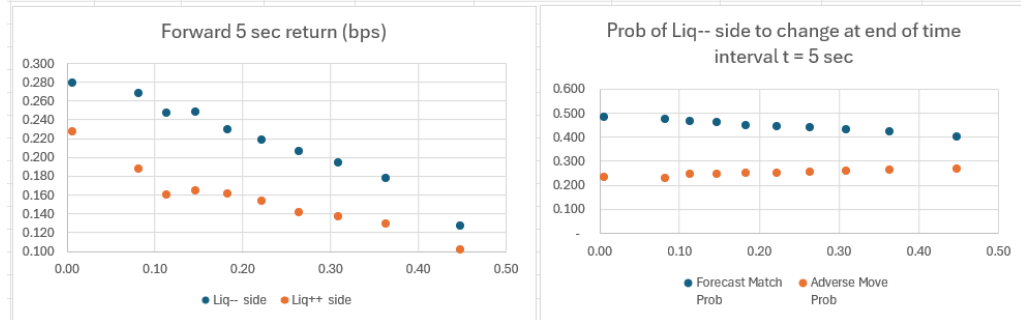 Forward 5 sec return (bps)
0.300
0.280
0.260
0.240
0.220
0.200
0.180
0.160
0.140
0.120
0.100
0.00 0.10 0.20 0.30 0.40 0.50
Liq-- side Liq++ side
Prob of Liq-- side to change at end of time
interval t = 5 sec
0.600
0.500
0.400
0.300
0.200
0.100
-
0.00 0.10 0.20 0.30 0.40 0.50
Forecast Match Adverse Move
Prob Prob